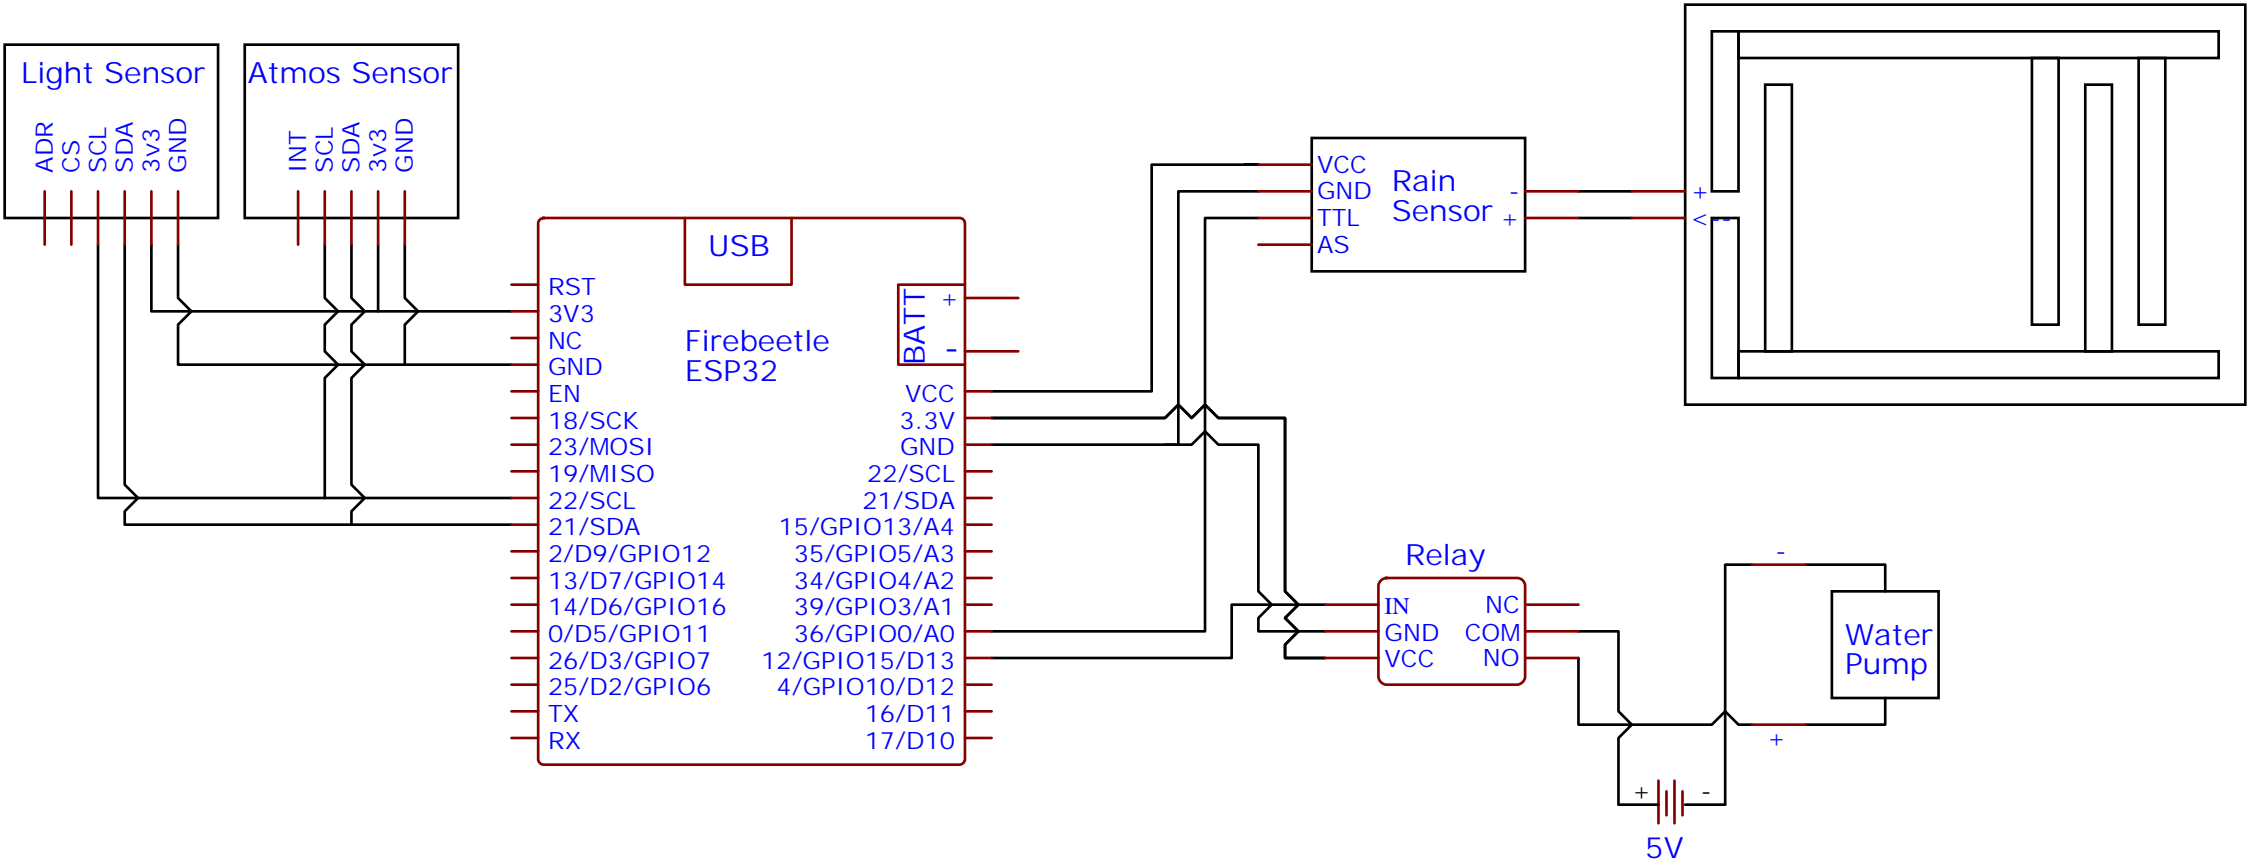 Light Sensor
ADR
CS
SCL
SDA
3v3
GND
Atmos Sensor
INT
SCL
SDA
3v3
GND
USB
Firebeetle
ESP32
BATT
+
-
RST
3V3
NC
GND
EN
18/SCK
23/MOSI
19/MISO
22/SCL
21/SDA
2/D9/GPIO12
13/D7/GPIO14
14/D6/GPIO16
0/D5/GPIO11
26/D3/GPIO7
25/D2/GPIO6
TX
RX
VCC
3.3V
GND
22/SCL
21/SDA
15/GPIO13/A4
35/GPIO5/A3
34/GPIO4/A2
39/GPIO3/A1
36/GPIO0/A0
12/GPIO15/D13
4/GPIO10/D12
16/D11
17/D10
VCC
GND
TTL
AS
Rain
Sensor
-
+
+
<--
Relay
IN
GND
VCC
NC
COM
NO
-
Water
Pump
+
+
-
5V